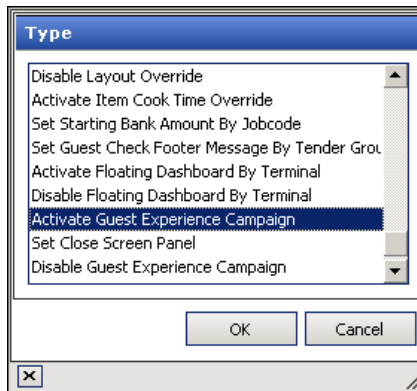 Type
Disable Layout Override
Activate Item Cook Time Override
Set Starting Bank Amount By Jobcode
Set Guest Check Footer Message By Tender
Activate Floating Dashboard By Terminal
Disable Floating Dashboard By Terminal
Activate Guest Experience Campaign
Set Close Screen Panel
Disable Guest Experience Campaign
OK
Cancel